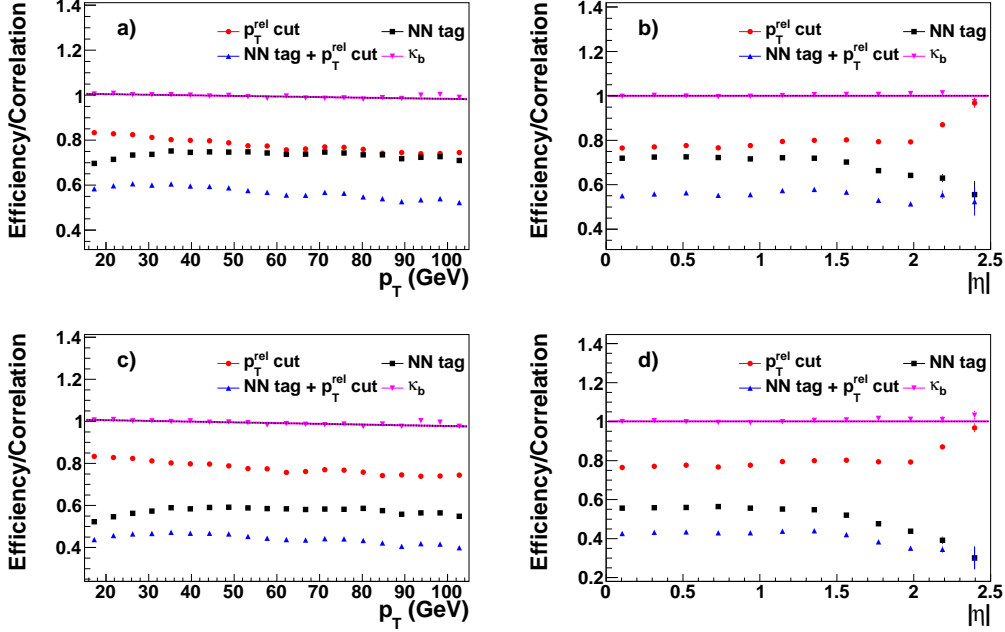 Efficiency/Correlation
1.4
1.2
1
0.8
0.6
0.4
a)
p_T^rel cut
NN tag
NN tag + p_T^rel cut
κ_b
20 30 40 50 60 70 80 90 100
p_T (GeV)
Efficiency/Correlation
1.4
1.2
1
0.8
0.6
0.4
b)
p_T^rel cut
NN tag
NN tag + p_T^rel cut
κ_b
0 0.5 1 1.5 2 2.5
|η|
Efficiency/Correlation
1.4
1.2
1
0.8
0.6
0.4
c)
p_T^rel cut
NN tag
NN tag + p_T^rel cut
κ_b
20 30 40 50 60 70 80 90 100
p_T (GeV)
Efficiency/Correlation
1.4
1.2
1
0.8
0.6
0.4
0.2
d)
p_T^rel cut
NN tag
NN tag + p_T^rel cut
κ_b
0 0.5 1 1.5 2 2.5
|η|